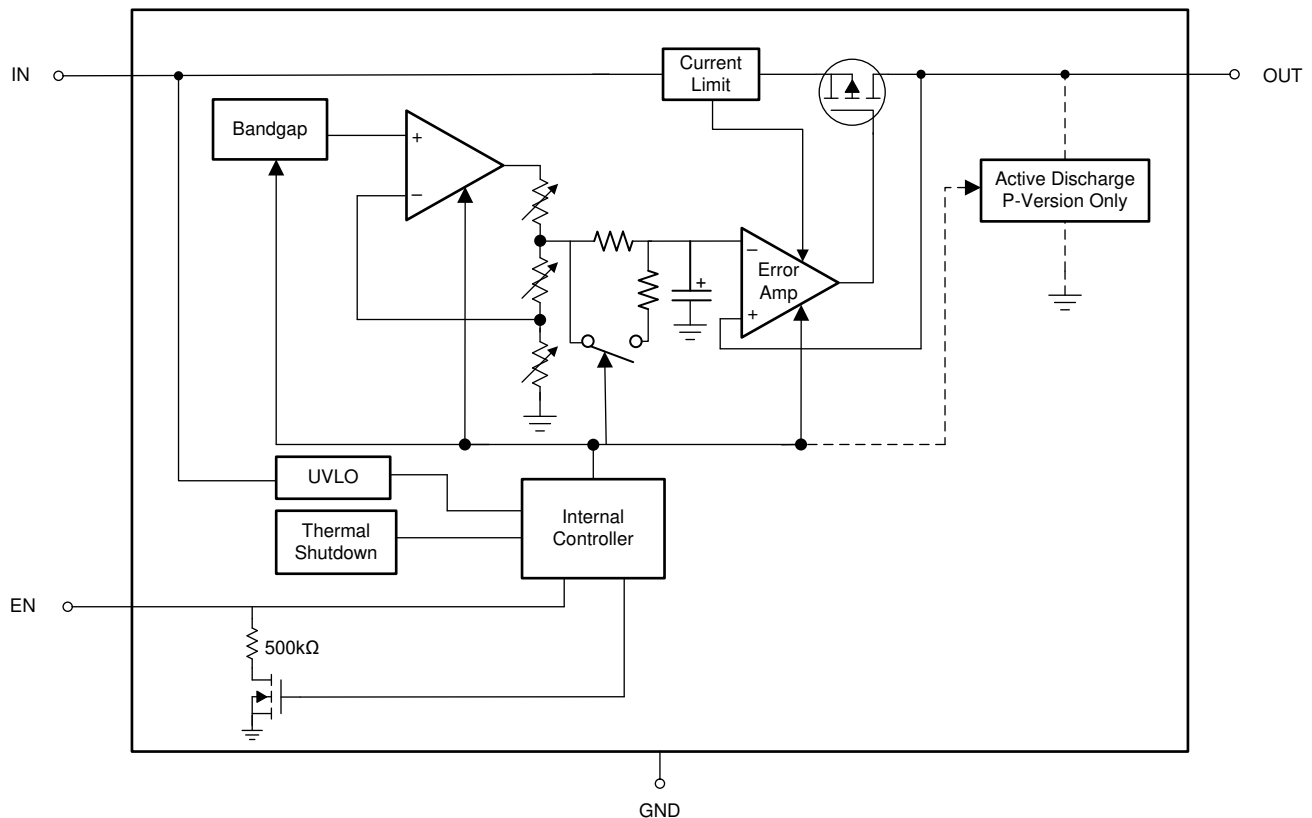 IN
Current
Limit
OUT
Bandgap
+
−
Active Discharge
P-Version Only
−
+
Error
Amp
+
UVLO
Thermal
Shutdown
Internal
Controller
EN
500kΩ
GND